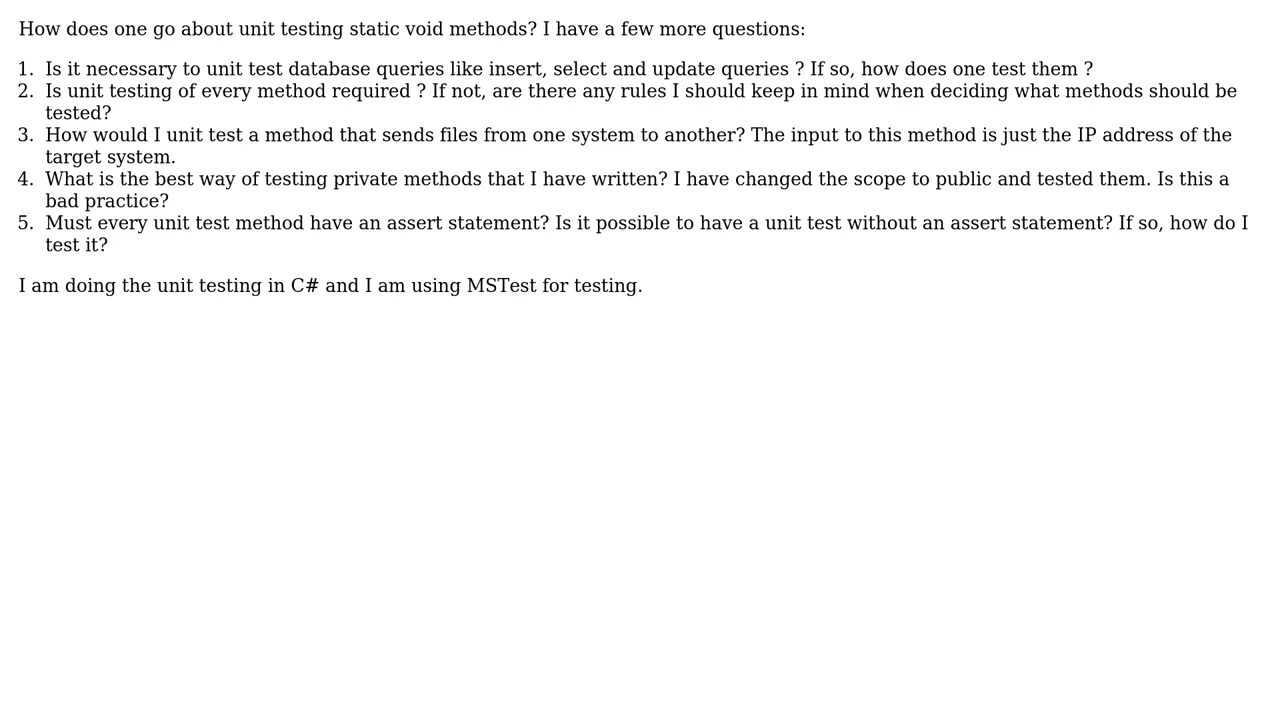 How does one go about unit testing static void methods? I have a few more questions:
1. Is it necessary to unit test database queries like insert, select and update queries ? If so, how does one test them ?
2. Is unit testing of every method required ? If not, are there any rules I should keep in mind when deciding what methods should be
tested?
3. How would I unit test a method that sends files from one system to another? The input to this method is just the IP address of the
target system.
4. What is the best way of testing private methods that I have written? I have changed the scope to public and tested them. Is this a
bad practice?
5. Must every unit test method have an assert statement? Is it possible to have a unit test without an assert statement? If so, how do I
test it?
I am doing the unit testing in C# and I am using MSTest for testing.